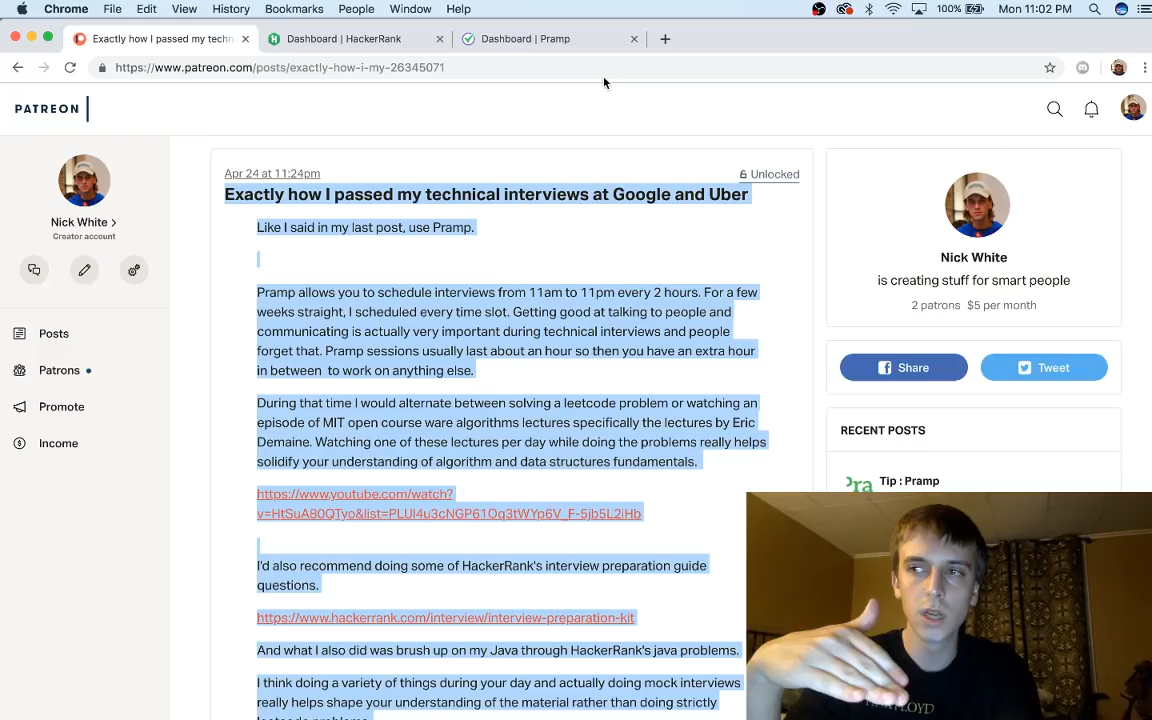 Chrome File Edit View History Bookmarks People Window Help 100% Mon 11:02 PM
Exactly how I passed my techn Dashboard | HackerRank Dashboard | Pramp
https://www.patreon.com/posts/exactly-how-i-my-26345071
PATREON
Nick White >
Creator account
Posts
Patrons
Promote
Income
Apr 24 at 11:24pm Unlocked
Exactly how I passed my technical interviews at Google and Uber
Like I said in my last post, use Pramp.
Pramp allows you to schedule interviews from 11am to 11pm every 2 hours. For a few
weeks straight, I scheduled every time slot. Getting good at talking to people and
communicating is actually very important during technical interviews and people
forget that. Pramp sessions usually last about an hour so then you have an extra hour
in between to work on anything else.
During that time I would alternate between solving a leetcode problem or watching an
episode of MIT open course ware algorithms lectures specifically the lectures by Eric
Demaine. Watching one of these lectures per day while doing the problems really helps
solidify your understanding of algorithm and data structures fundamentals.
https://www.youtube.com/watch?
v=HtSuA80QTyo&list=PLUl4u3cNGP61Oq3tWYp6V_F-5jb5L2iHb
I'd also recommend doing some of HackerRank's interview preparation guide
questions.
https://www.hackerrank.com/interview/interview-preparation-kit
And what I also did was brush up on my Java through HackerRank's java problems.
I think doing a variety of things during your day and actually doing mock interviews
really helps shape your understanding of the material rather than doing strictly
leetcode problems.
Nick White
is creating stuff for smart people
2 patrons $5 per month
Share Tweet
RECENT POSTS
Pra Tip : Pramp